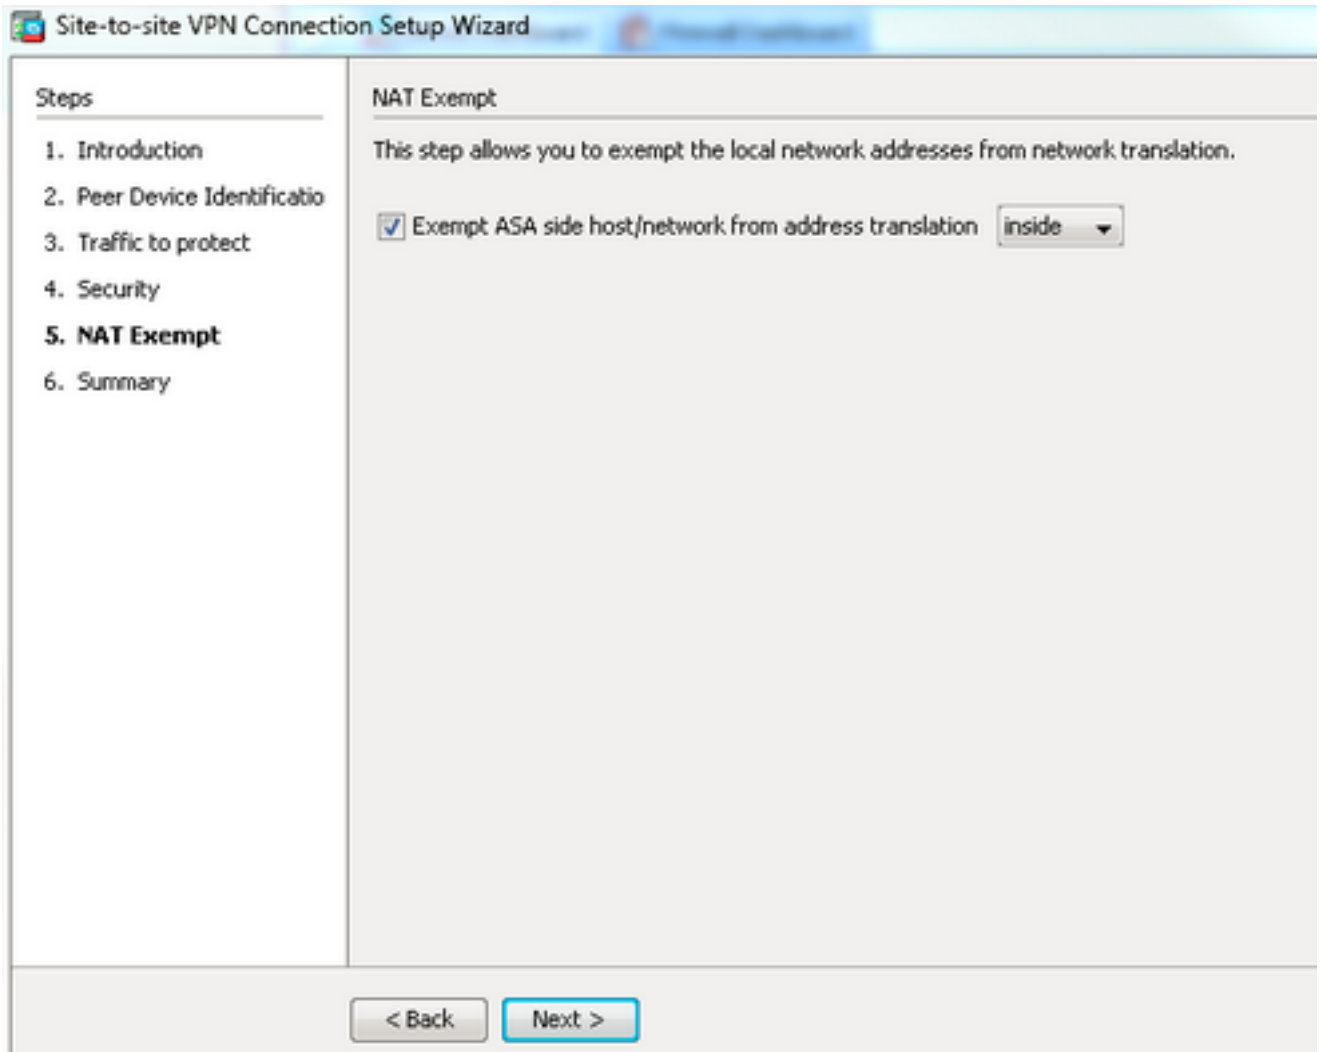 Site-to-site VPN Connection Setup Wizard
Steps
1. Introduction
2. Peer Device Identificatio
3. Traffic to protect
4. Security
5. NAT Exempt
6. Summary
NAT Exempt
This step allows you to exempt the local network addresses from network translation.
Exempt ASA side host/network from address translation inside
< Back Next >